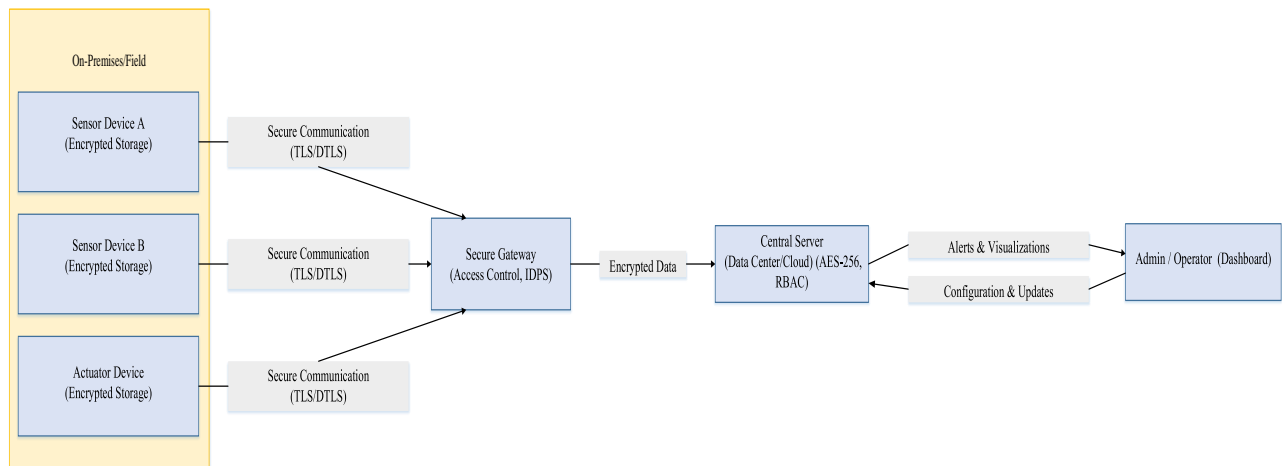 On-Premises/Field
Sensor Device A
(Encrypted Storage)
Secure Communication
(TLS/DTLS)
Sensor Device B
(Encrypted Storage)
Secure Communication
(TLS/DTLS)
Actuator Device
(Encrypted Storage)
Secure Communication
(TLS/DTLS)
Secure Gateway
(Access Control, IDPS)
Encrypted Data
Central Server
(Data Center/Cloud) (AES-256,
RBAC)
Alerts & Visualizations
Configuration & Updates
Admin / Operator (Dashboard)